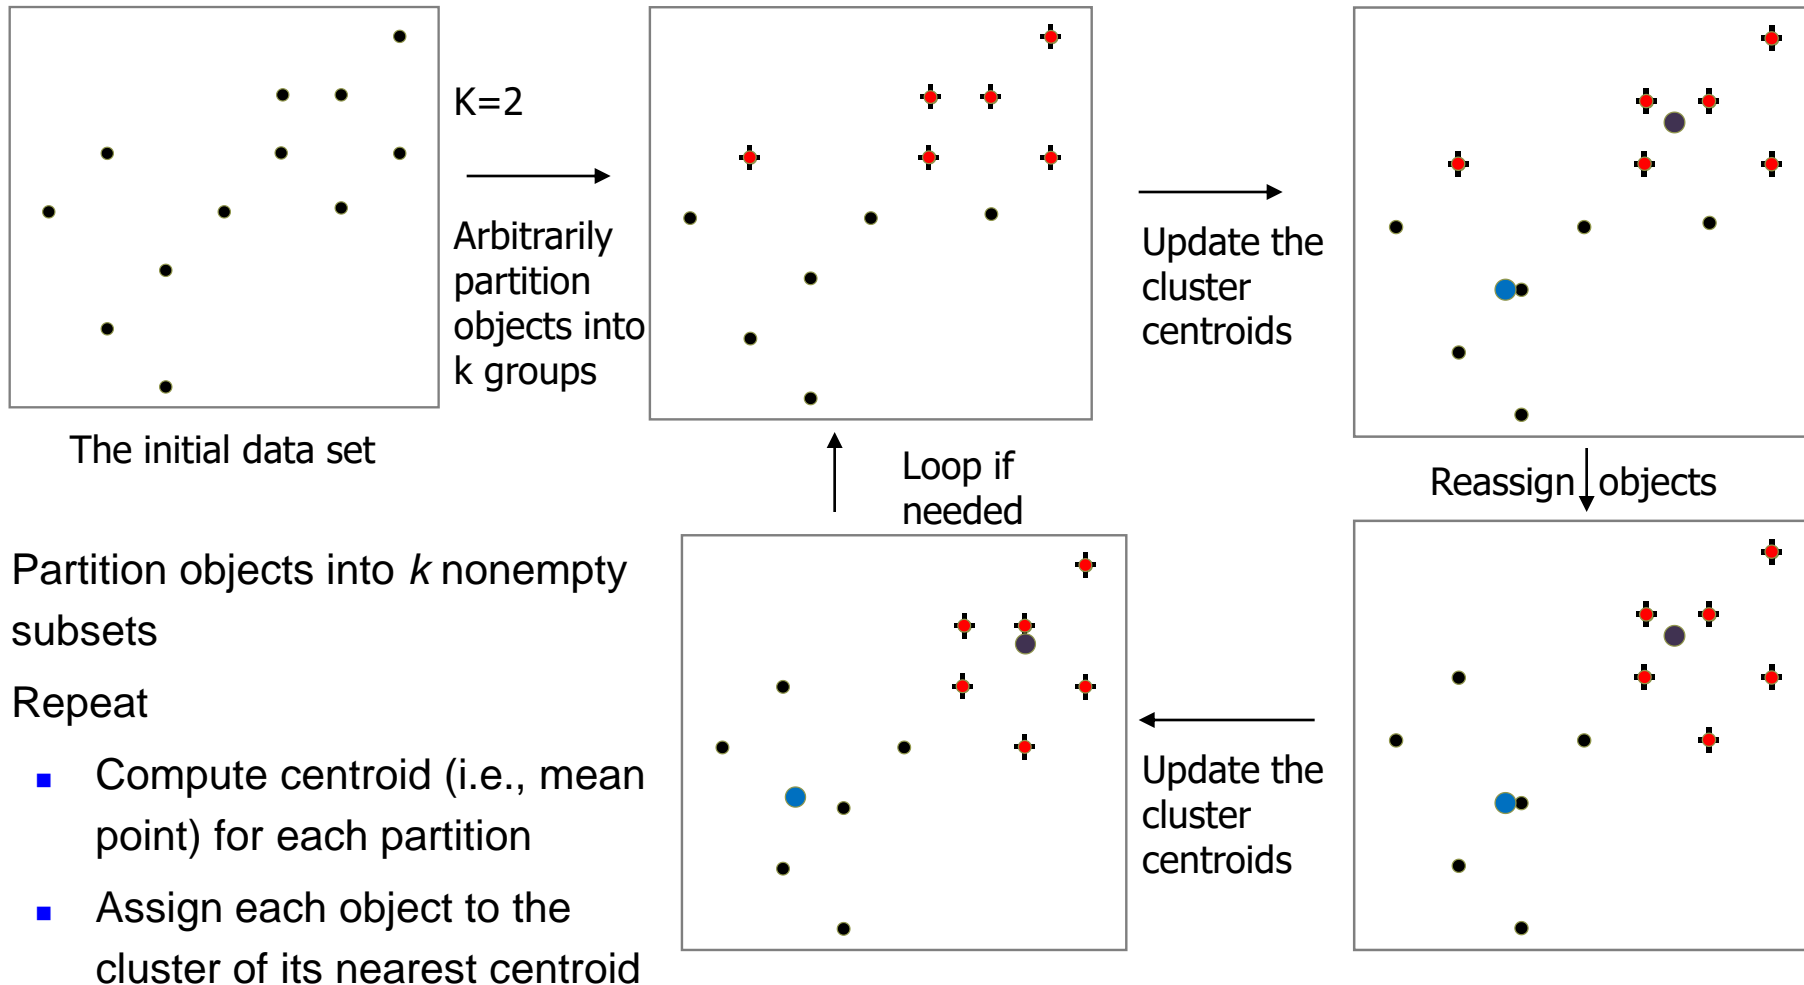 K=2
Arbitrarily
partition
objects into
k groups
Update the
cluster
centroids
The initial data set
Loop if
needed
Reassign objects
Update the
cluster
centroids
Partition objects into k nonempty
subsets
Repeat
Compute centroid (i.e., mean
point) for each partition
Assign each object to the
cluster of its nearest centroid